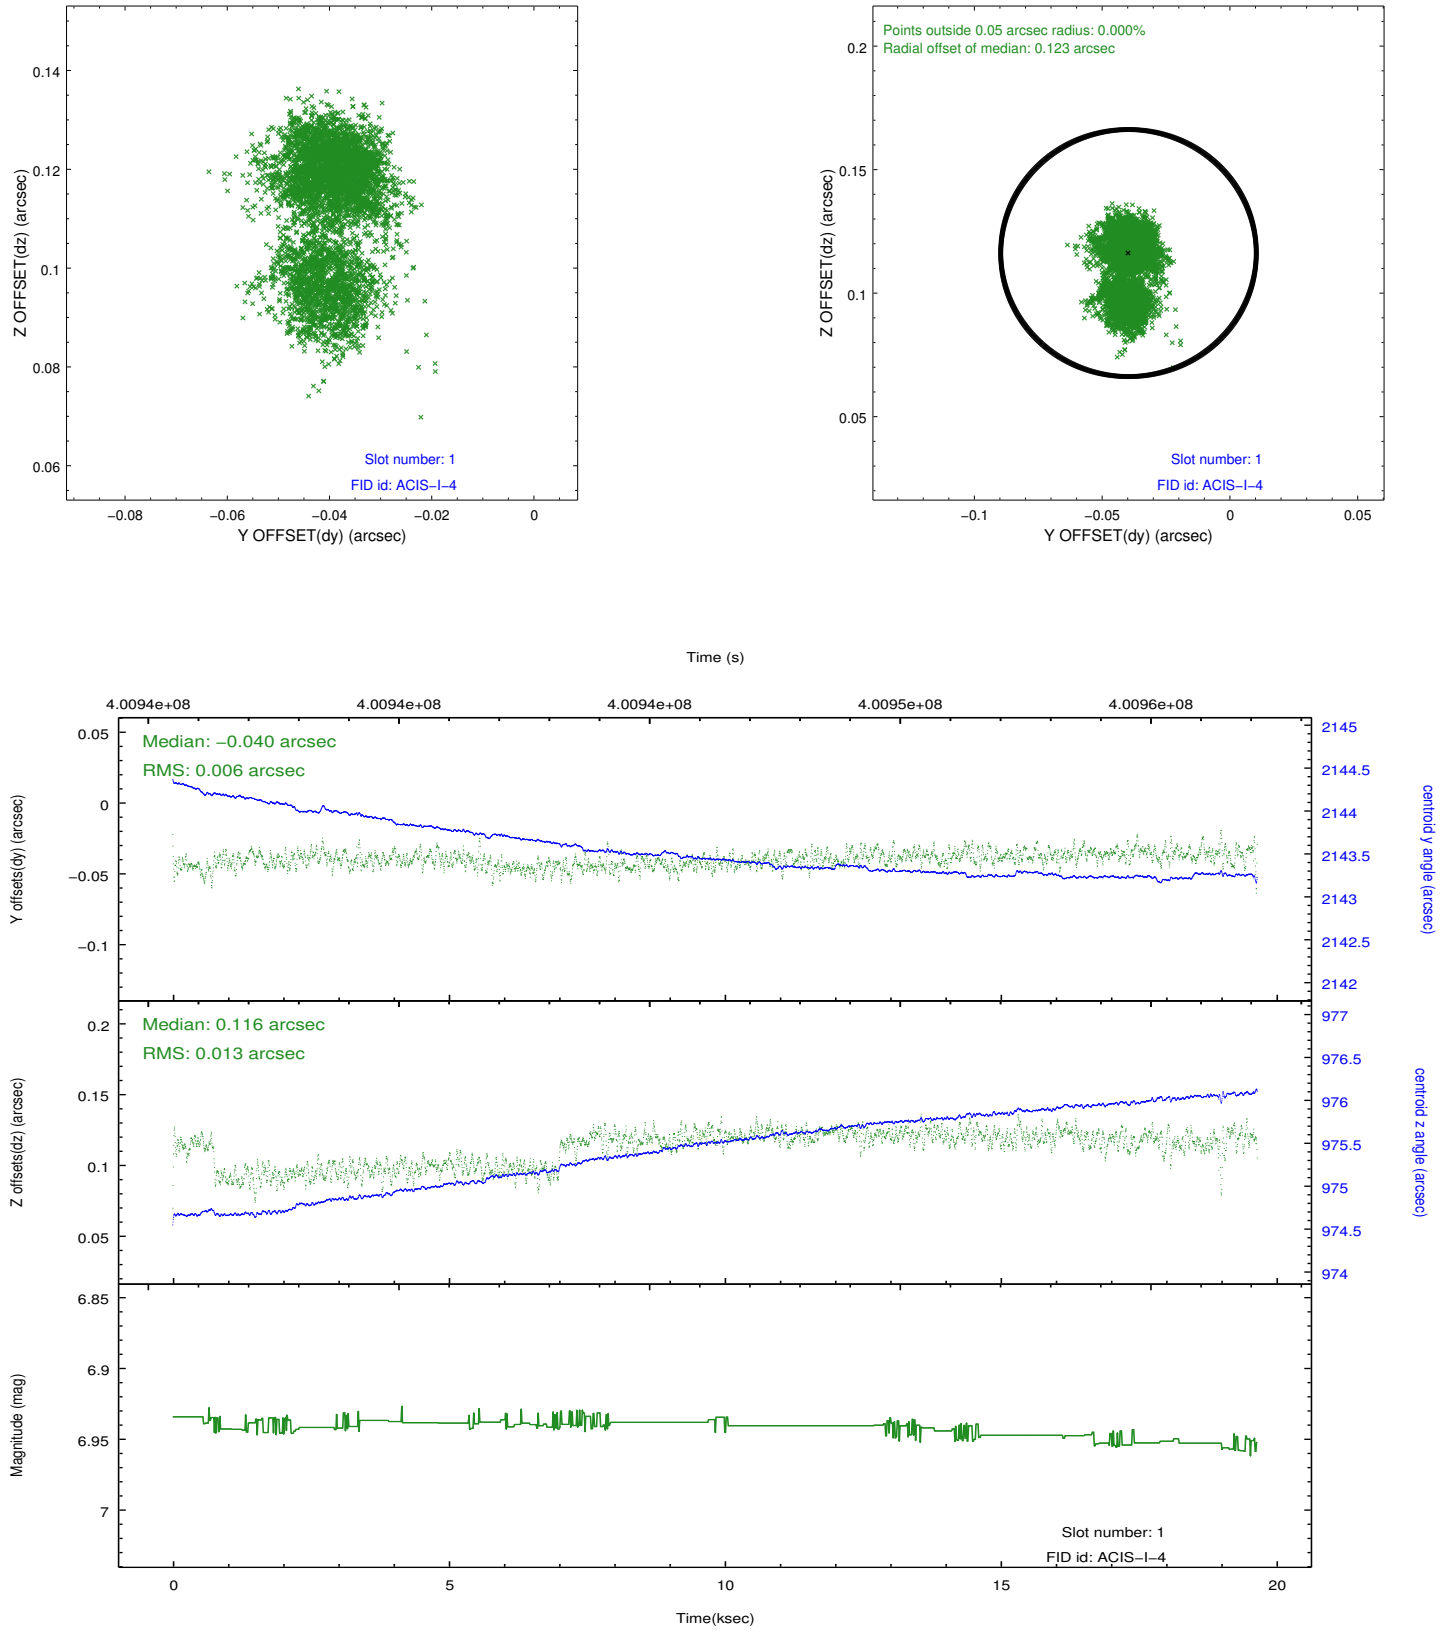 0.14
0.12
0.1
0.08
0.06
Z OFFSET(dz) (arcsec)
Slot number: 1
FID id: ACIS−I−4
−0.08
−0.06
−0.04
−0.02
0
Y OFFSET(dy) (arcsec)
Points outside 0.05 arcsec radius: 0.000%
Radial offset of median: 0.123 arcsec
0.2
0.15
0.1
0.05
Z OFFSET(dz) (arcsec)
Slot number: 1
FID id: ACIS−I−4
−0.1
−0.05
0
0.05
Y OFFSET(dy) (arcsec)
Time (s)
4.0094e+08
4.0094e+08
4.0094e+08
4.0095e+08
4.0096e+08
Median: −0.040 arcsec
RMS: 0.006 arcsec
0.05
0
−0.05
−0.1
Y offsets(dy) (arcsec)
2145
2144.5
2144
2143.5
2143
2142.5
2142
centroid y angle (arcsec)
Median: 0.116 arcsec
RMS: 0.013 arcsec
0.2
0.15
0.1
0.05
Z offsets(dz) (arcsec)
977
976.5
976
975.5
975
974.5
974
centroid z angle (arcsec)
6.85
6.9
6.95
7
Magnitude (mag)
Slot number: 1
FID id: ACIS−I−4
0
5
10
15
20
Time(ksec)